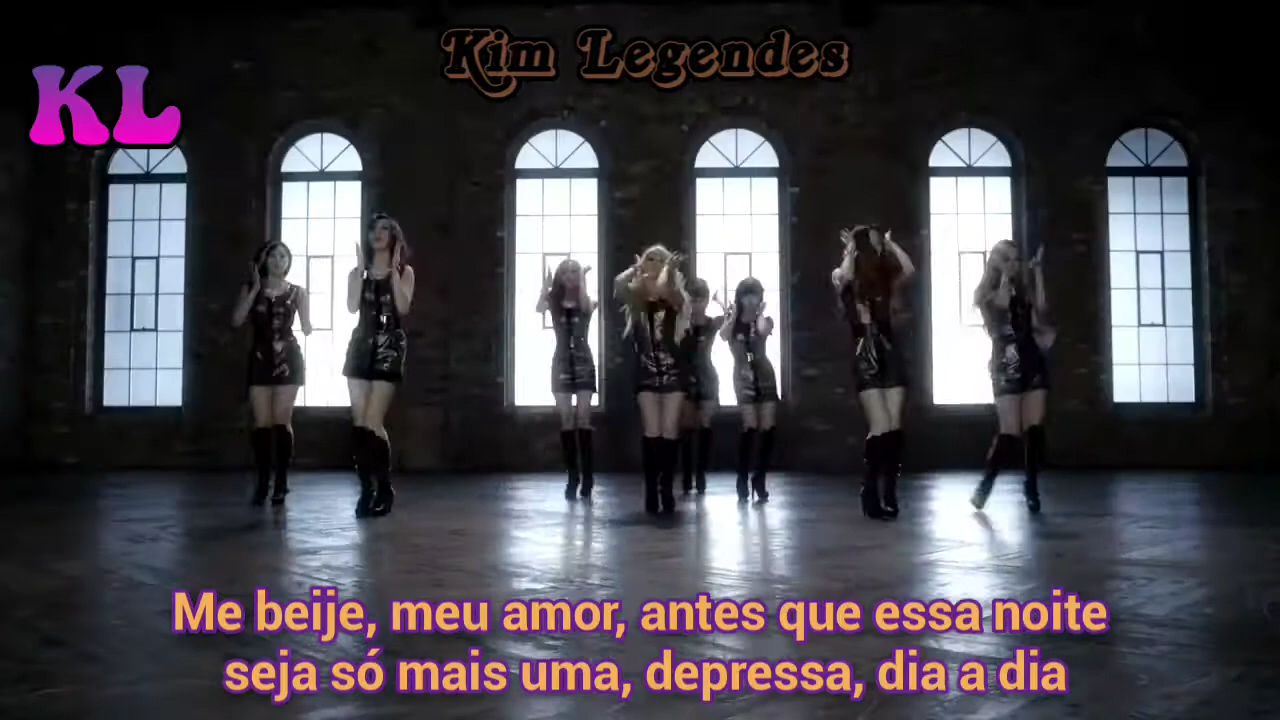 Kim Legendes
KL
Me beije, meu amor, antes que essa noite
seja só mais uma, depressa, dia a dia